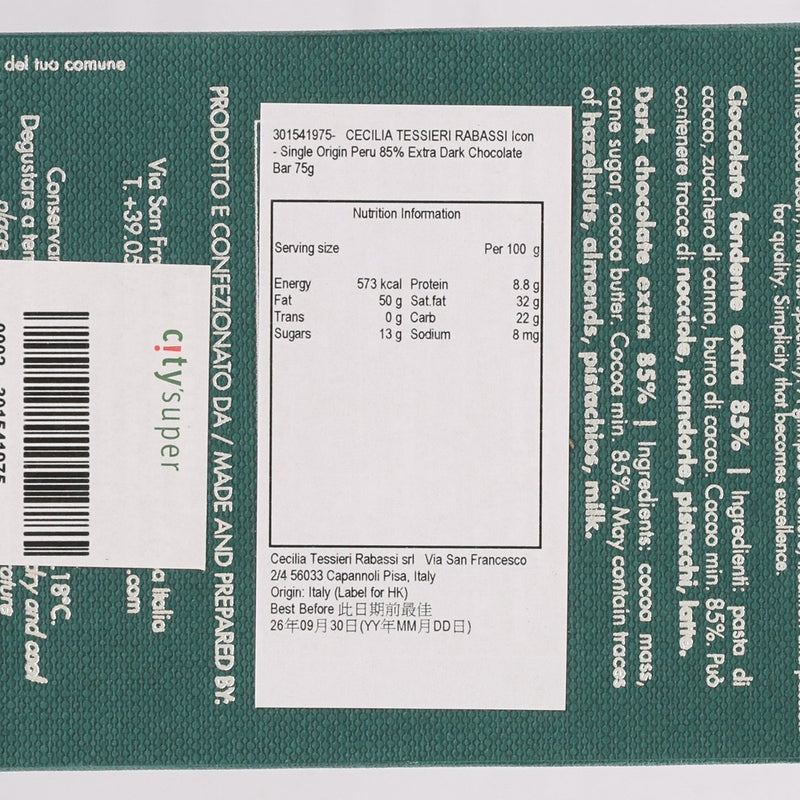 301541975- CECILIA TESSIERI RABASSI Icon
- Single Origin Peru 85% Extra Dark Chocolate
Bar 75g
Nutrition Information
Serving size Per 100 g
Energy 573 kcal Protein 8.8 g
Fat 50 g Sat.fat 32 g
Trans 0 g Carb 22 g
Sugars 13 g Sodium 8 mg
Cecilia Tessieri Rabassi srl Via San Francesco
2/4 56033 Capannoli Pisa, Italy
Origin: Italy (Label for HK)
Best Before 此日期前最佳
26年09月30日(YY年MM月DD日)
for quality. Simplicity that becomes excellence.
Cioccolato fondente extra 85% | Ingredienti: pasta di
cacao, zucchero di canna, burro di cacao. Cacao min. 85%. Può
contenere tracce di nocciole, mandorle, pistacchi, latte.
Dark chocolate extra 85% | Ingredients: cocoa mass,
cane sugar, cocoa butter. Cocoa min. 85%. May contain traces
of hazelnuts, almonds, pistachios, milk.
PRODOTTO E CONFEZIONATO DA / MADE AND PREPARED BY:
Via San
T. +39.05
Italia
.com
city'super
Degustare a
18°C.
and cool
del tuo comune